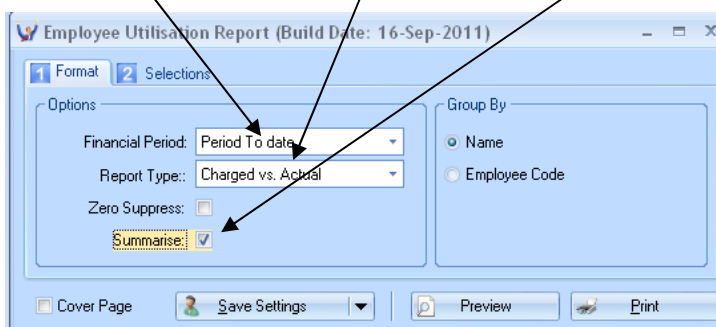 Employee Utilisation Report (Build Date: 16-Sep-2011)
1 Format 2 Selections
Options
Financial Period: Period To date
Report Type:: Charged vs. Actual
Zero Suppress:
Summarise:
Group By
Name
Employee Code
Cover Page Save Settings Preview Print